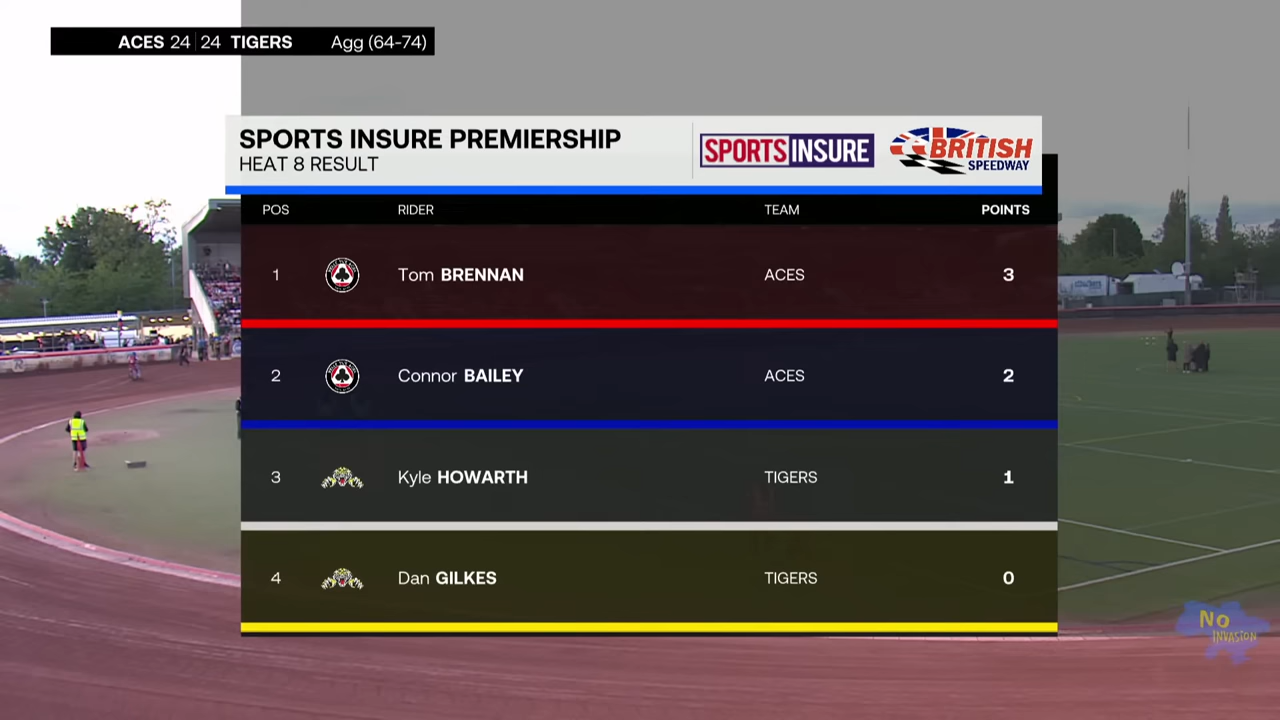 ACES 24 24 TIGERS Agg (64-74)
SPORTS INSURE PREMIERSHIP
HEAT 8 RESULT
SPORTSINSURE
BRITISH
SPEEDWAY
POS RIDER TEAM POINTS
1 Tom BRENNAN ACES 3
2 Connor BAILEY ACES 2
3 Kyle HOWARTH TIGERS 1
4 Dan GILKES TIGERS 0
No
INVASION